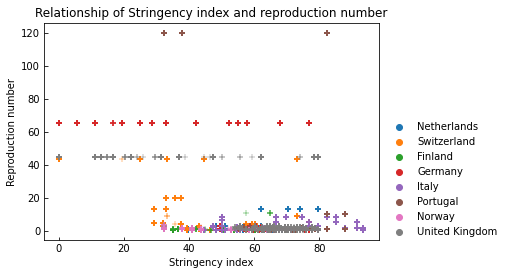 Relationship of Stringency index and reproduction number
120
100
80
60
40
20
0
Reproduction number
0
20
40
60
80
Stringency index
Netherlands
Switzerland
Finland
Germany
Italy
Portugal
Norway
United Kingdom